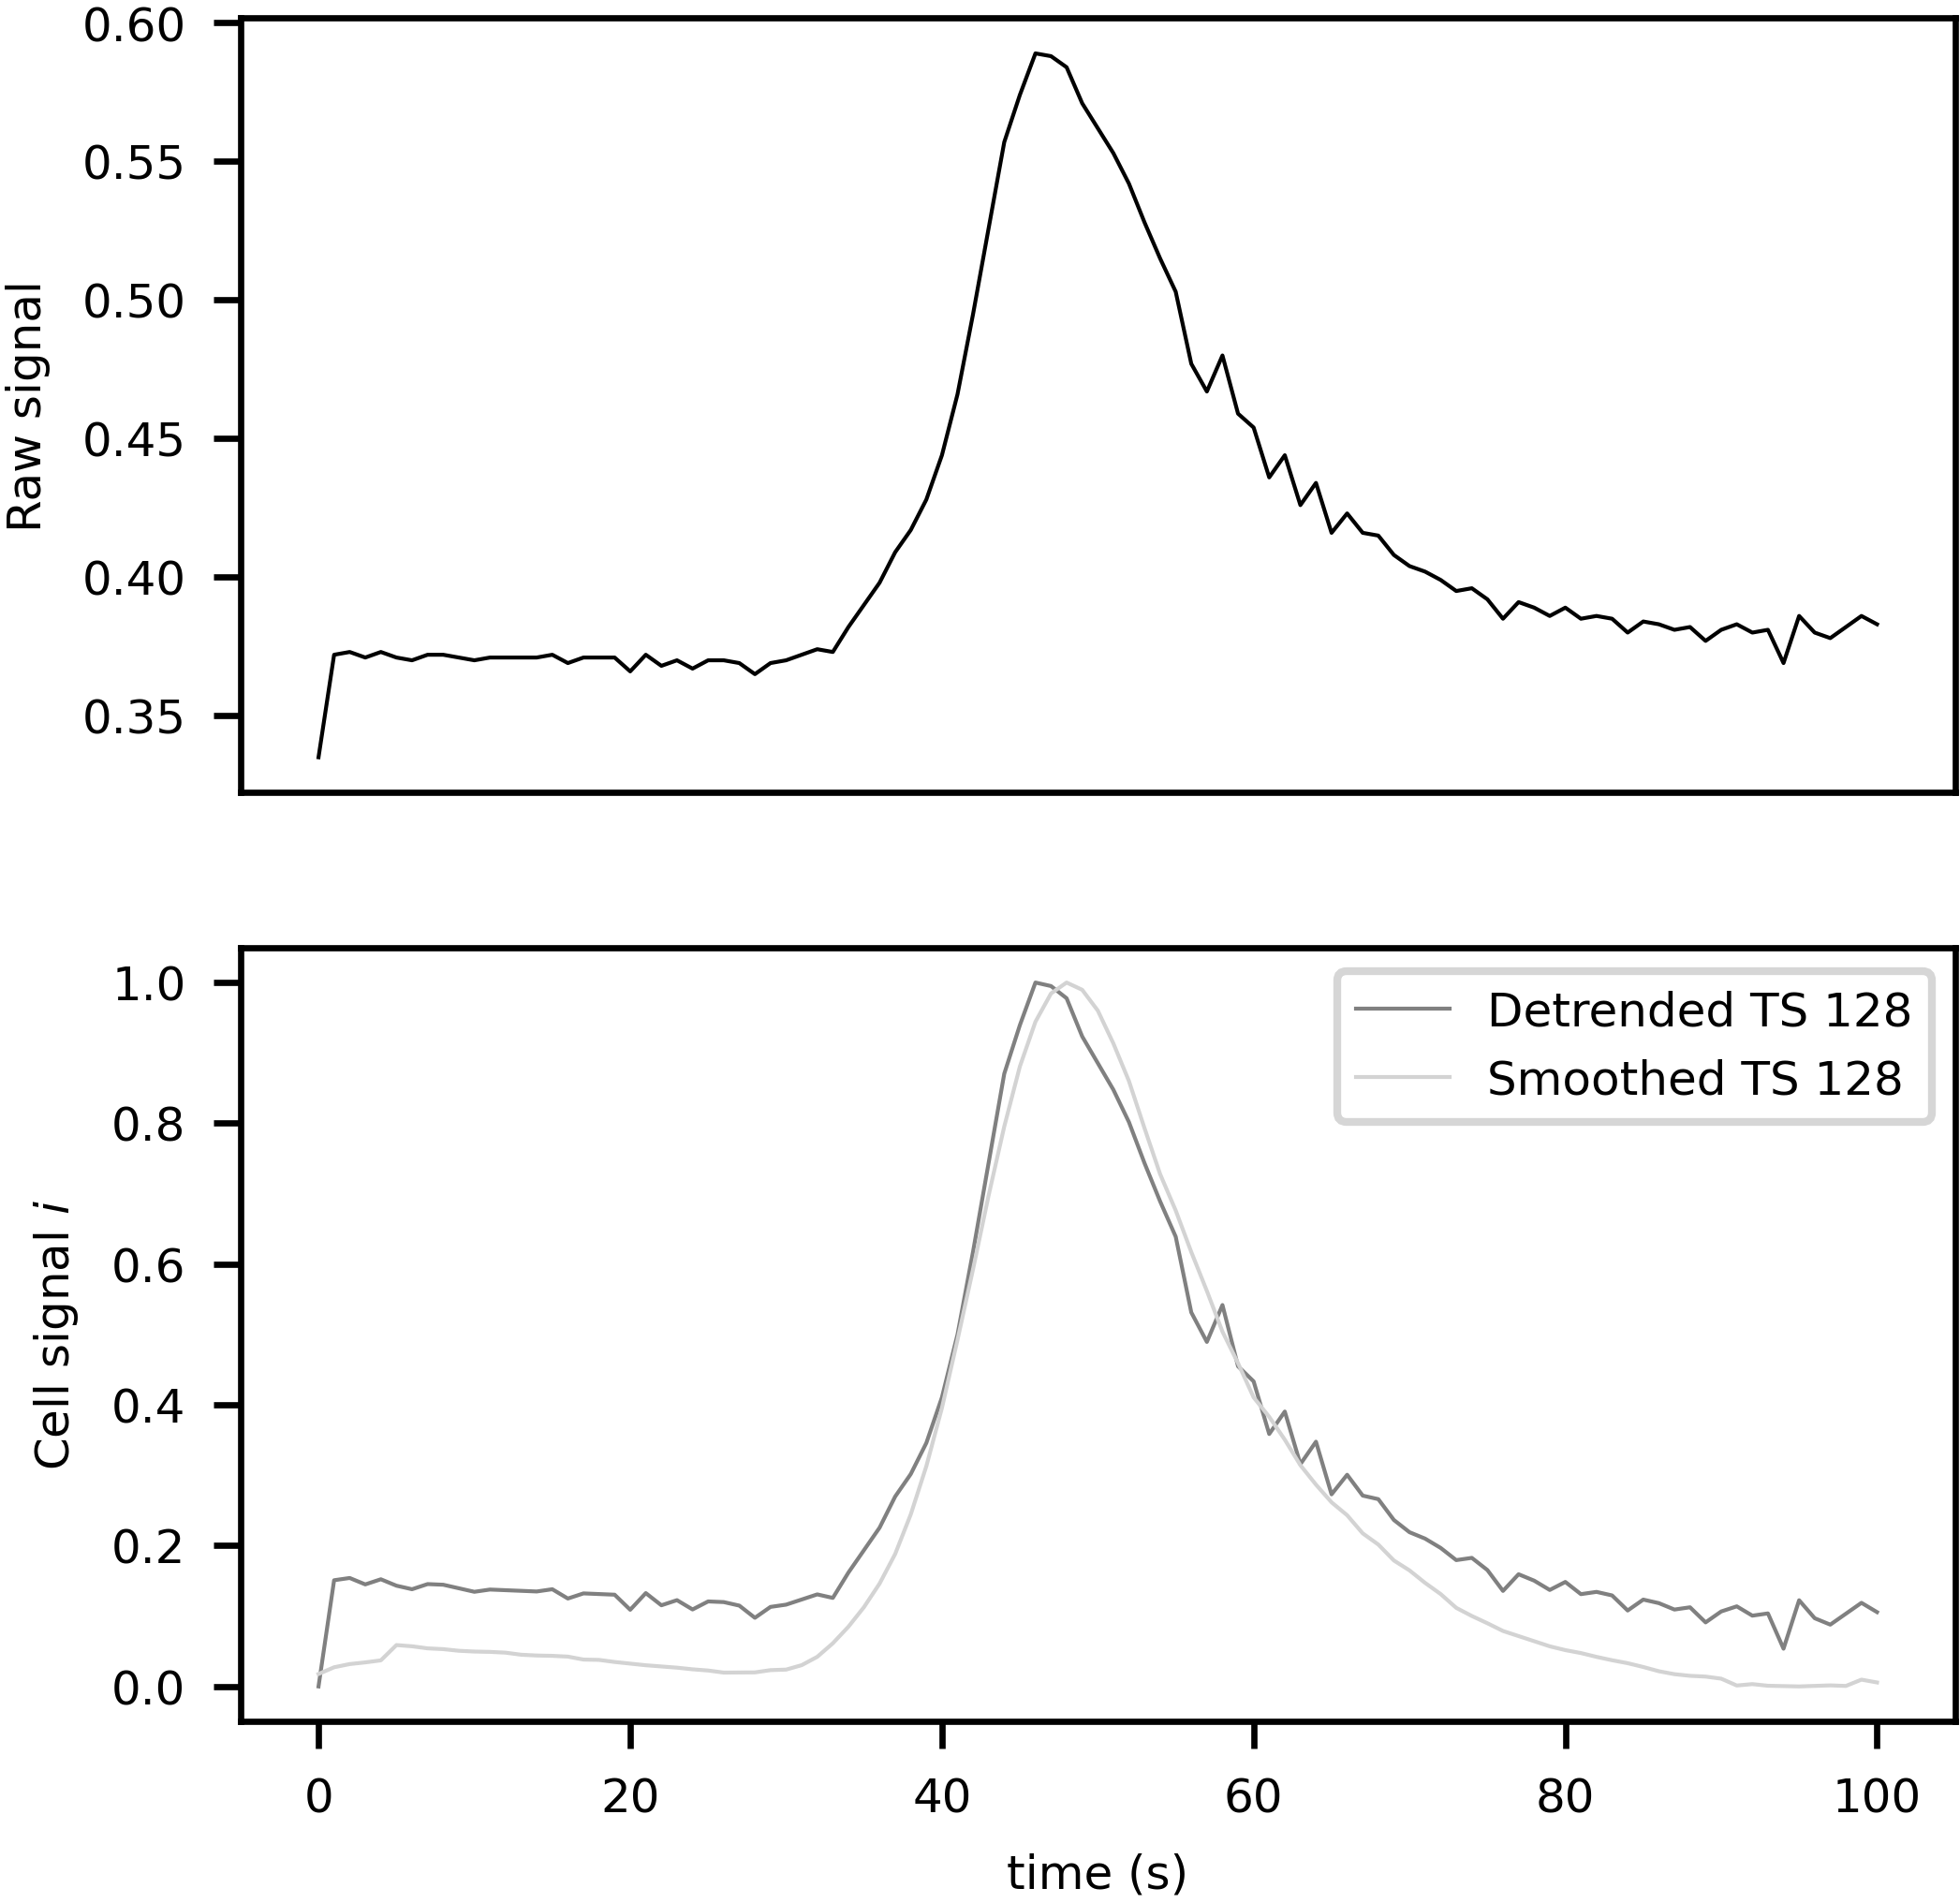 0.60
0.55
0.50
0.45
0.40
0.35
Raw signal
1.0
0.8
0.6
0.4
0.2
0.0
Cell signal i
Detrended TS 128
Smoothed TS 128
0 20 40 60 80 100
time (s)